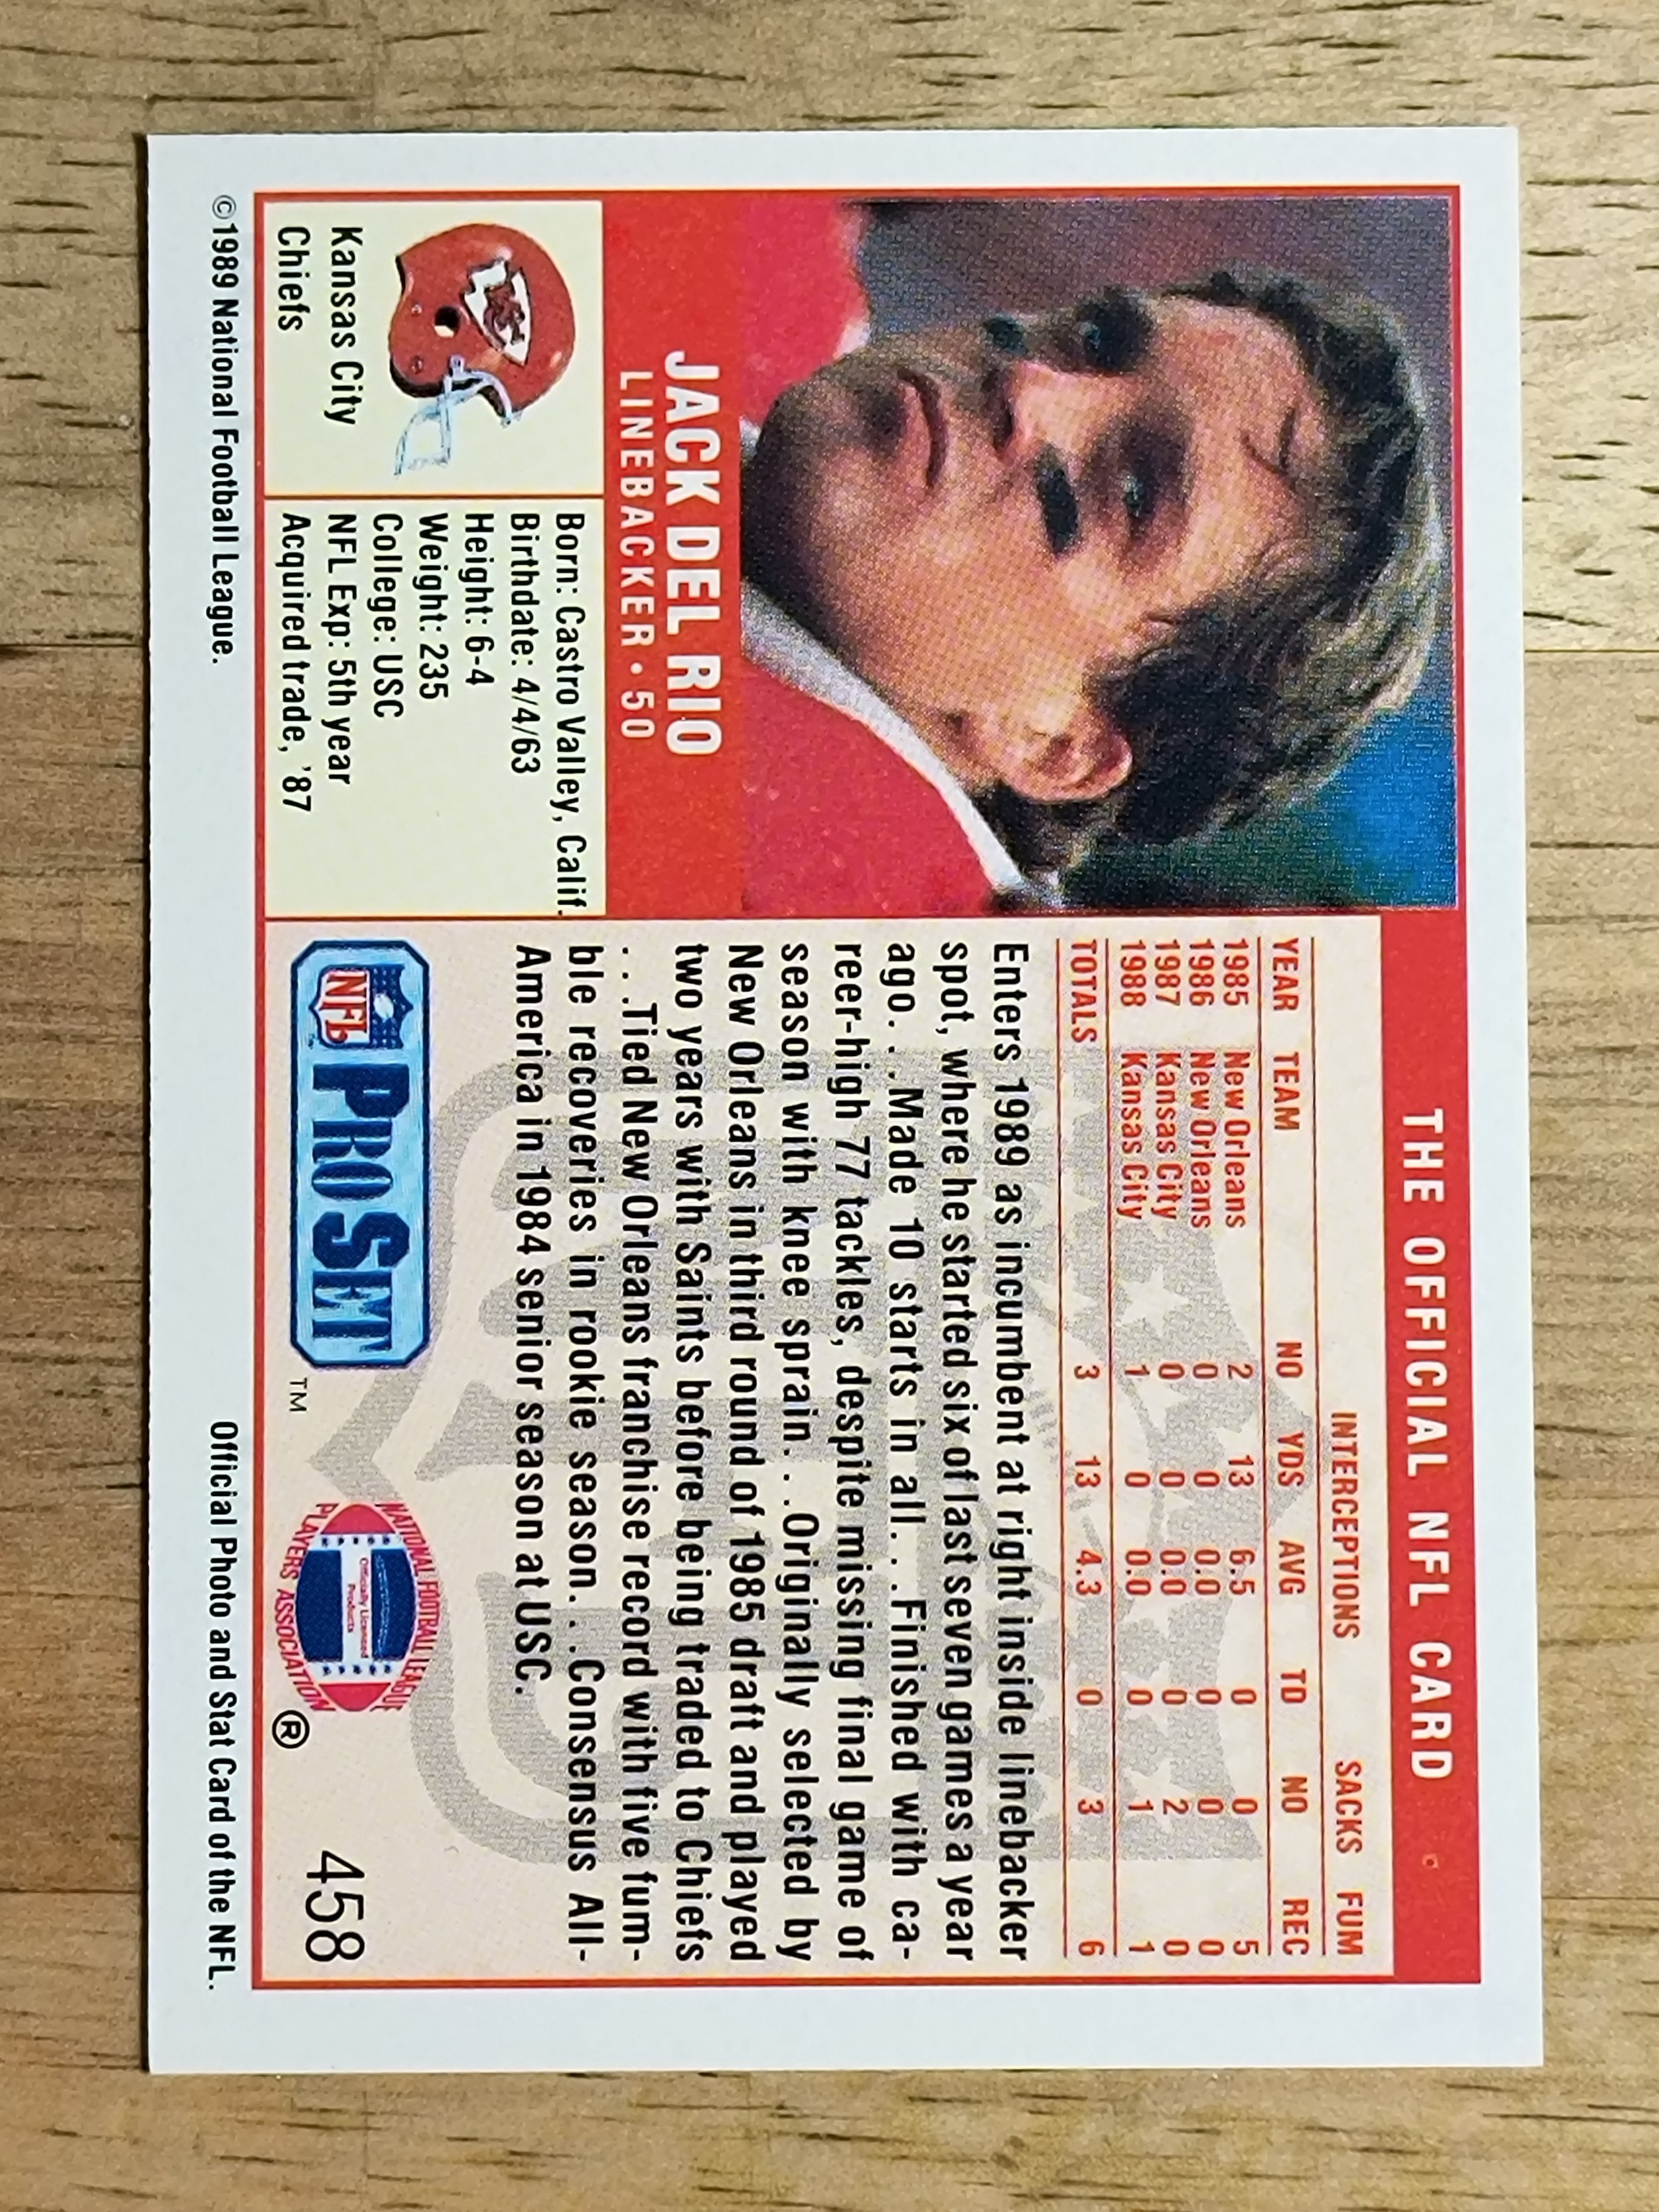 THE OFFICIAL NFL CARD
INTERCEPTIONS SACKS FUM
YEAR TEAM NO YDS AVG TD NO REC
1985 New Orleans 2 13 6.5 0 0 5
1986 New Orleans 0 0 0.0 0 0 0
1987 Kansas City 0 0 0.0 0 2 0
1988 Kansas City 1 0 0.0 0 1 1
TOTALS 3 13 4.3 0 3 6
Enters 1989 as incumbent at right inside linebacker
spot, where he started six of last seven games a year
ago. . .Made 10 starts in all. . .Finished with ca-
reer-high 77 tackles, despite missing final game of
season with knee sprain. . .Originally selected by
New Orleans in third round of 1985 draft and played
two years with Saints before being traded to Chiefs
. . .Tied New Orleans franchise record with five fum-
ble recoveries in rookie season. . .Consensus All-
America in 1984 senior season at USC.
JACK DEL RIO
LINEBACKER • 50
Kansas City
Chiefs
Born: Castro Valley, Calif.
Birthdate: 4/4/63
Height: 6-4
Weight: 235
College: USC
NFL Exp: 5th year
Acquired trade, '87
NFL PRO SET ™
NATIONAL FOOTBALL LEAGUE
Officially Licensed
Products
PLAYERS ASSOCIATION ®
458
© 1989 National Football League.
Official Photo and Stat Card of the NFL.